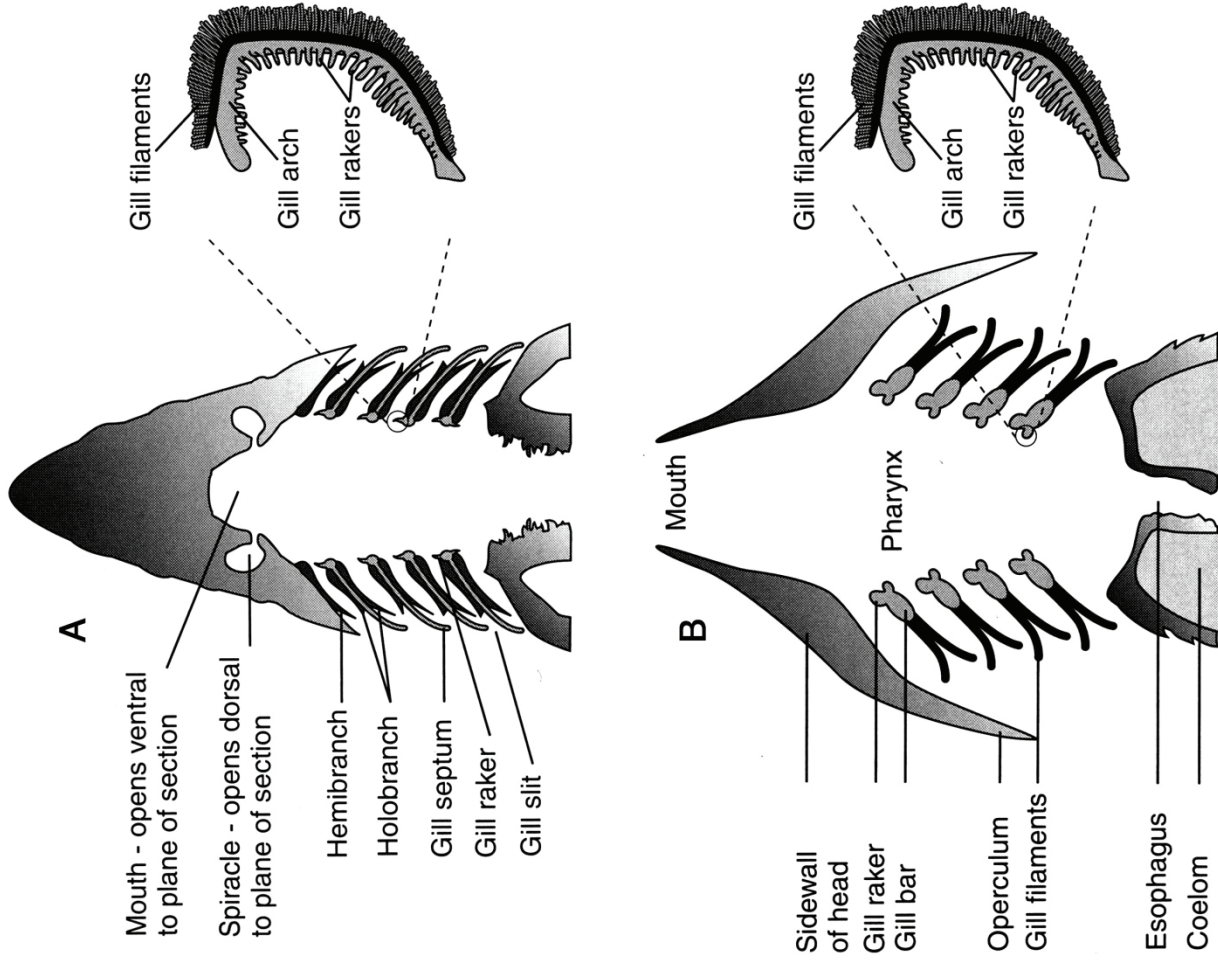 A
Mouth - opens ventral
to plane of section
Spiracle - opens dorsal
to plane of section
Hemibranch
Holobranch
Gill septum
Gill raker
Gill slit
Gill filaments
Gill arch
Gill rakers
B
Mouth
Pharynx
Sidewall
of head
Gill raker
Gill bar
Operculum
Gill filaments
Esophagus
Coelom
Gill filaments
Gill arch
Gill rakers